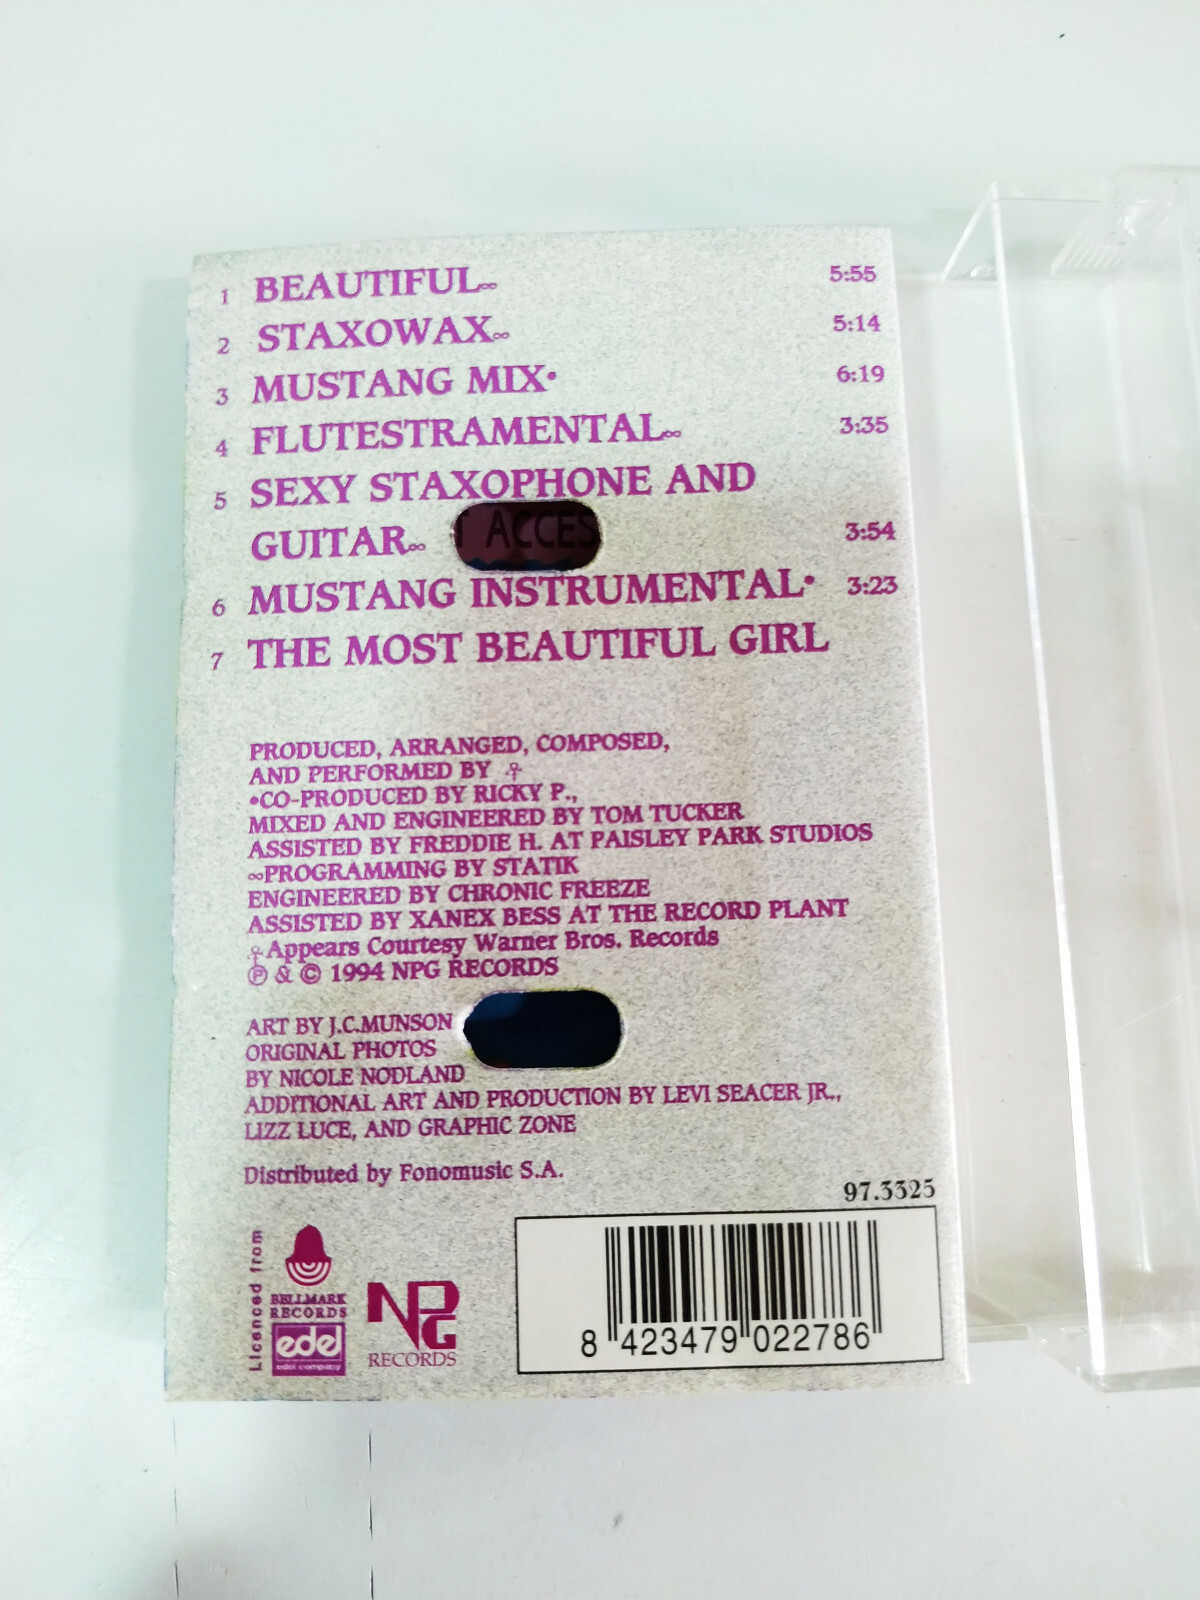 1 BEAUTIFUL∞ 5:55
2 STAXOWAX∞ 5:14
3 MUSTANG MIX• 6:19
4 FLUTESTRAMENTAL∞ 3:35
5 SEXY STAXOPHONE AND
GUITAR∞ 3:54
T ACCES
6 MUSTANG INSTRUMENTAL• 3:23
7 THE MOST BEAUTIFUL GIRL
PRODUCED, ARRANGED, COMPOSED,
AND PERFORMED BY
•CO-PRODUCED BY RICKY P.,
MIXED AND ENGINEERED BY TOM TUCKER
ASSISTED BY FREDDIE H. AT PAISLEY PARK STUDIOS
∞PROGRAMMING BY STATIK
ENGINEERED BY CHRONIC FREEZE
ASSISTED BY XANEX BESS AT THE RECORD PLANT
Appears Courtesy Warner Bros. Records
℗ & © 1994 NPG RECORDS
ART BY J.C.MUNSON
ORIGINAL PHOTOS
BY NICOLE NODLAND
ADDITIONAL ART AND PRODUCTION BY LEVI SEACER JR.,
LIZZ LUCE, AND GRAPHIC ZONE
Distributed by Fonomusic S.A.
97.3325
Licenced from
BELLMARK
RECORDS
edel
edel company
NPG
RECORDS
8 423479 022786